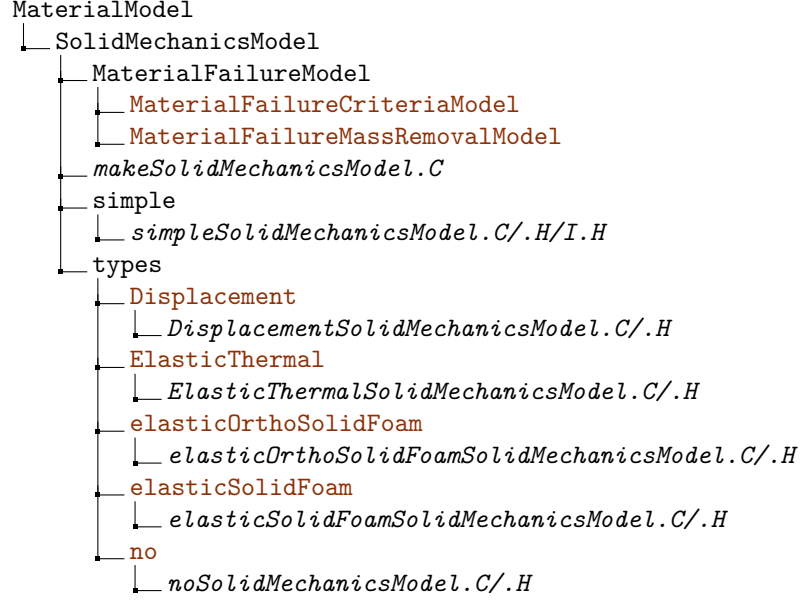 MaterialModel
SolidMechanicsModel
MaterialFailureModel
MaterialFailureCriteriaModel
MaterialFailureMassRemovalModel
makeSolidMechanicsModel.C
simple
simpleSolidMechanicsModel.C/.H/I.H
types
Displacement
DisplacementSolidMechanicsModel.C/.H
ElasticThermal
ElasticThermalSolidMechanicsModel.C/.H
elasticOrthoSolidFoam
elasticOrthoSolidFoamSolidMechanicsModel.C/.H
elasticSolidFoam
elasticSolidFoamSolidMechanicsModel.C/.H
no
noSolidMechanicsModel.C/.H